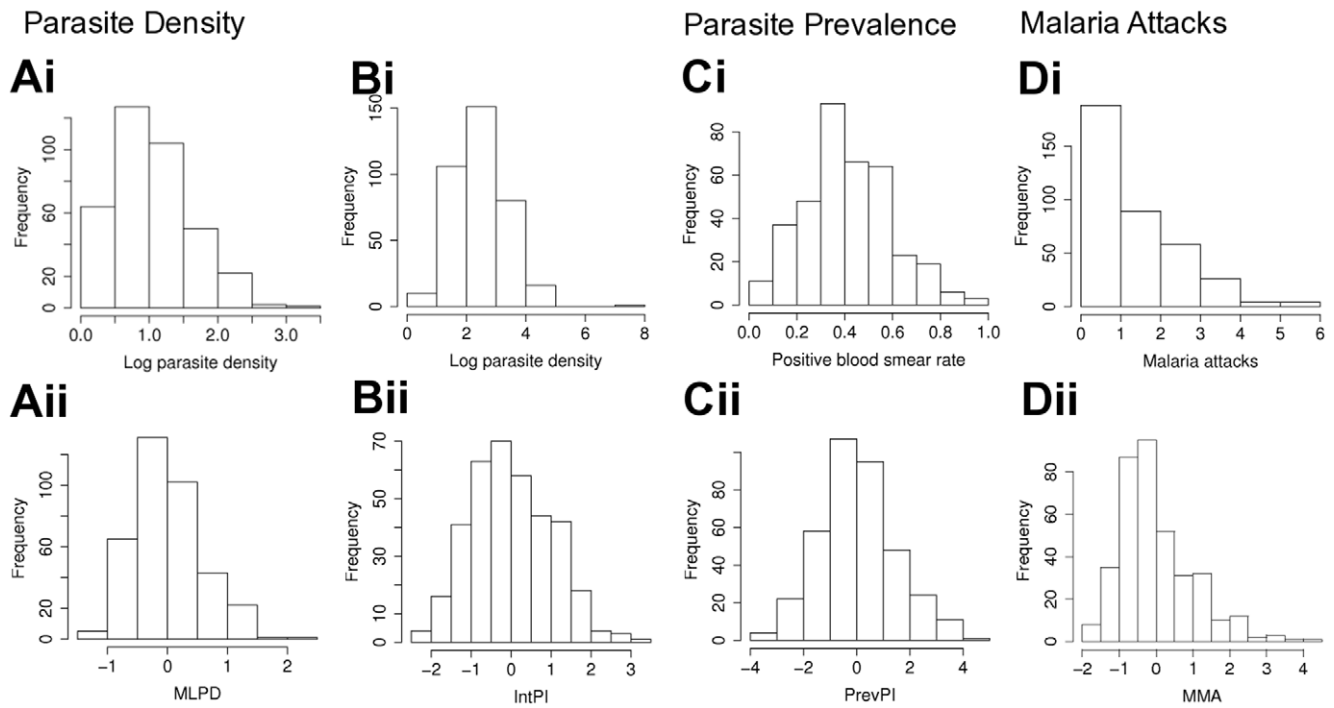 Parasite Density
Parasite Prevalence
Malaria Attacks
Ai
Frequency
0 20 60 100
0.0 1.0 2.0 3.0
Log parasite density
Bi
Frequency
0 50 100 150
0 2 4 6 8
Log parasite density
Ci
Frequency
0 20 40 60 80
0.0 0.2 0.4 0.6 0.8 1.0
Positive blood smear rate
Di
Frequency
0 50 100 150
0 1 2 3 4 5 6
Malaria attacks
Aii
Frequency
0 20 60 100
−1 0 1 2
MLPD
Bii
Frequency
0 10 30 50 70
−2 −1 0 1 2 3
IntPI
Cii
Frequency
0 20 40 60 80
−4 −2 0 2 4
PrevPI
Dii
Frequency
0 20 40 60 80
−2 −1 0 1 2 3 4
MMA